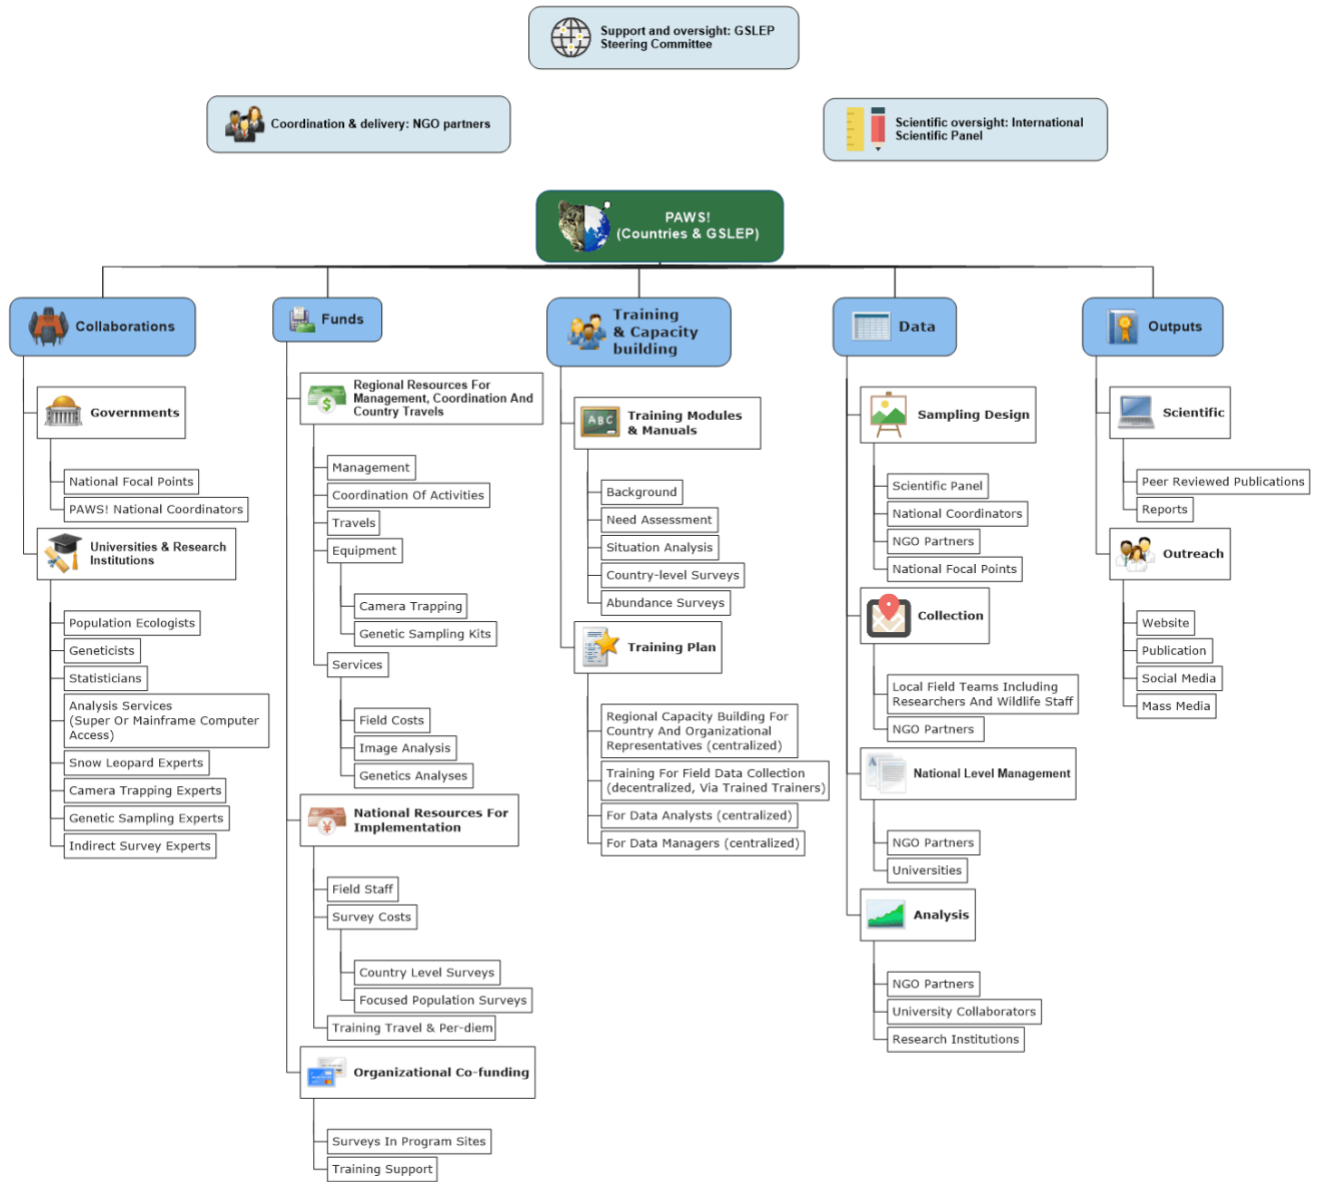 Support and oversight: GSLEP
Steering Committee
Coordination & delivery: NGO partners
Scientific oversight: International
Scientific Panel
PAWS!
(Countries & GSLEP)
Collaborations
Governments
National Focal Points
PAWS! National Coordinators
Universities & Research
Institutions
Population Ecologists
Geneticists
Statisticians
Analysis Services
(Super Or Mainframe Computer
Access)
Snow Leopard Experts
Camera Trapping Experts
Genetic Sampling Experts
Indirect Survey Experts
Funds
Regional Resources For
Management, Coordination And
Country Travels
Management
Coordination Of Activities
Travels
Equipment
Camera Trapping
Genetic Sampling Kits
Services
Field Costs
Image Analysis
Genetics Analyses
National Resources For
Implementation
Field Staff
Survey Costs
Country Level Surveys
Focused Population Surveys
Training Travel & Per-diem
Organizational Co-funding
Surveys In Program Sites
Training Support
Training
& Capacity
building
ABC
Training Modules
& Manuals
Background
Need Assessment
Situation Analysis
Country-level Surveys
Abundance Surveys
Training Plan
Regional Capacity Building For
Country And Organizational
Representatives (centralized)
Training For Field Data Collection
(decentralized, Via Trained Trainers)
For Data Analysts (centralized)
For Data Managers (centralized)
Data
Sampling Design
Scientific Panel
National Coordinators
NGO Partners
National Focal Points
Collection
Local Field Teams Including
Researchers And Wildlife Staff
NGO Partners
A
National Level Management
NGO Partners
Universities
Analysis
NGO Partners
University Collaborators
Research Institutions
Outputs
Scientific
Peer Reviewed Publications
Reports
Outreach
Website
Publication
Social Media
Mass Media